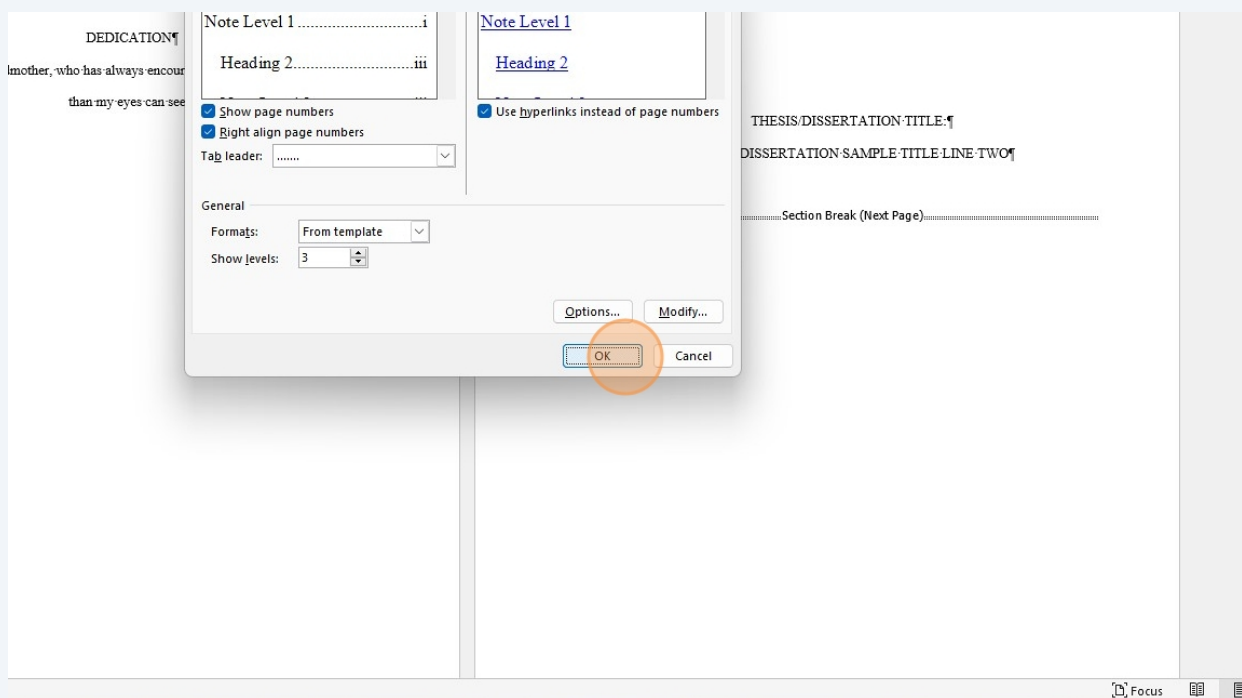 DEDICATION¶
lmother,·who·has·always·encour
than·my·eyes·can·see
Note Level 1.......................i
Heading 2......................iii
Show page numbers
Right align page numbers
Tab leader: .......
Note Level 1
Heading 2
Use hyperlinks instead of page numbers
General
Formats: From template
Show levels: 3
Options... Modify...
OK Cancel
THESIS/DISSERTATION·TITLE:¶
DISSERTATION·SAMPLE·TITLE·LINE·TWO¶
Section Break (Next Page)
Focus